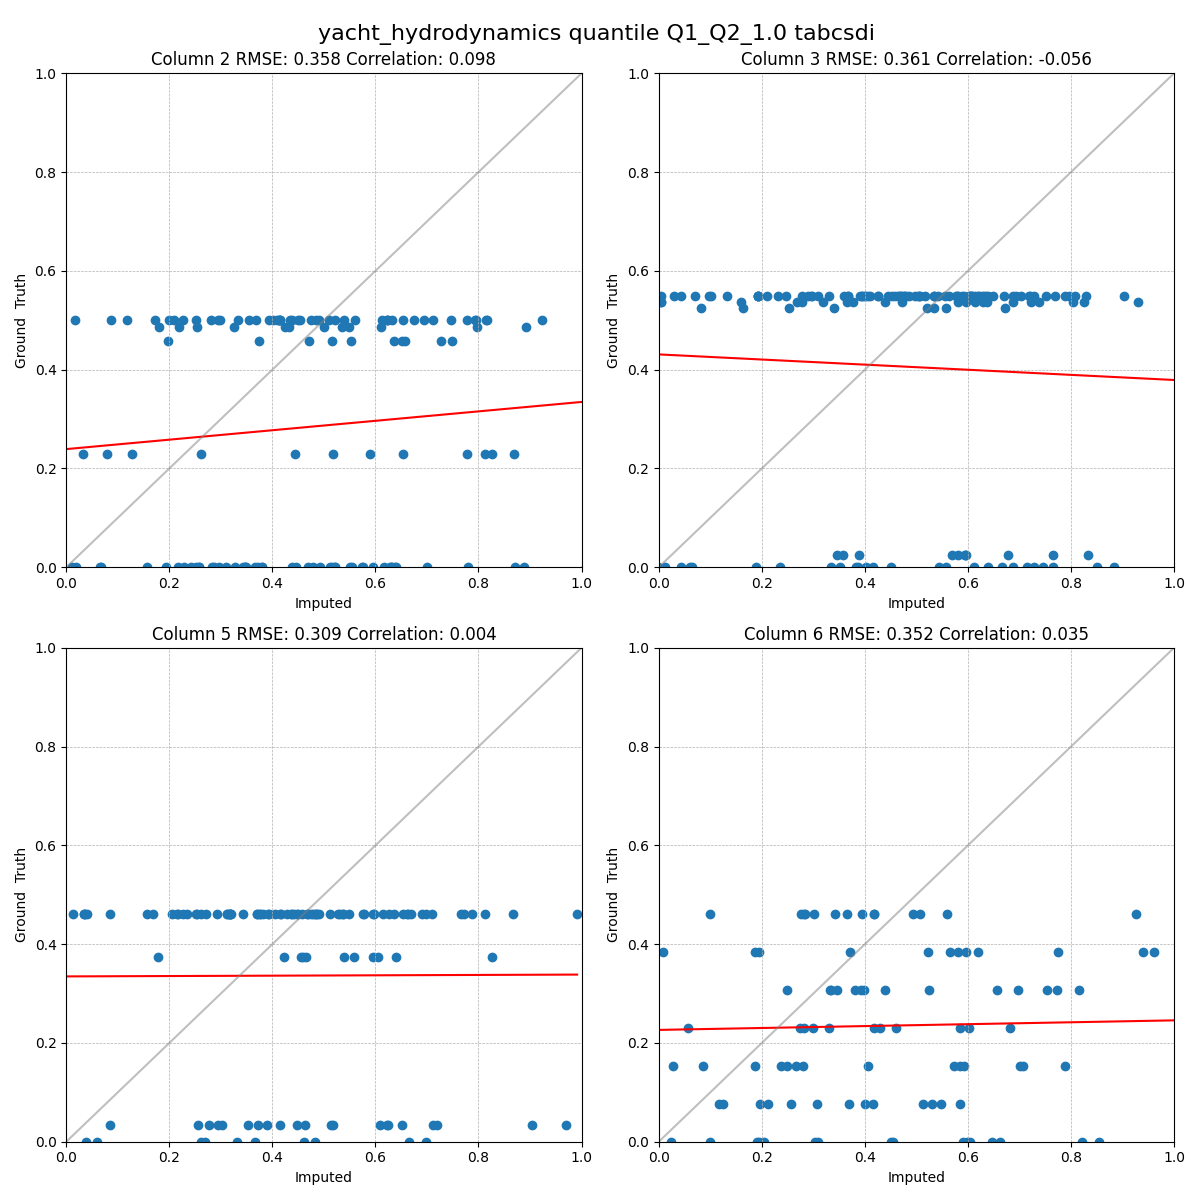 yacht_hydrodynamics quantile Q1_Q2_1.0 tabcsdi
Column 2 RMSE: 0.358 Correlation: 0.098
1.0
0.8
0.6
0.4
0.2
0.0
Ground Truth
0.0 0.2 0.4 0.6 0.8 1.0
Imputed
Column 3 RMSE: 0.361 Correlation: -0.056
1.0
0.8
0.6
0.4
0.2
0.0
Ground Truth
0.0 0.2 0.4 0.6 0.8 1.0
Imputed
Column 5 RMSE: 0.309 Correlation: 0.004
1.0
0.8
0.6
0.4
0.2
0.0
Ground Truth
0.0 0.2 0.4 0.6 0.8 1.0
Imputed
Column 6 RMSE: 0.352 Correlation: 0.035
1.0
0.8
0.6
0.4
0.2
0.0
Ground Truth
0.0 0.2 0.4 0.6 0.8 1.0
Imputed